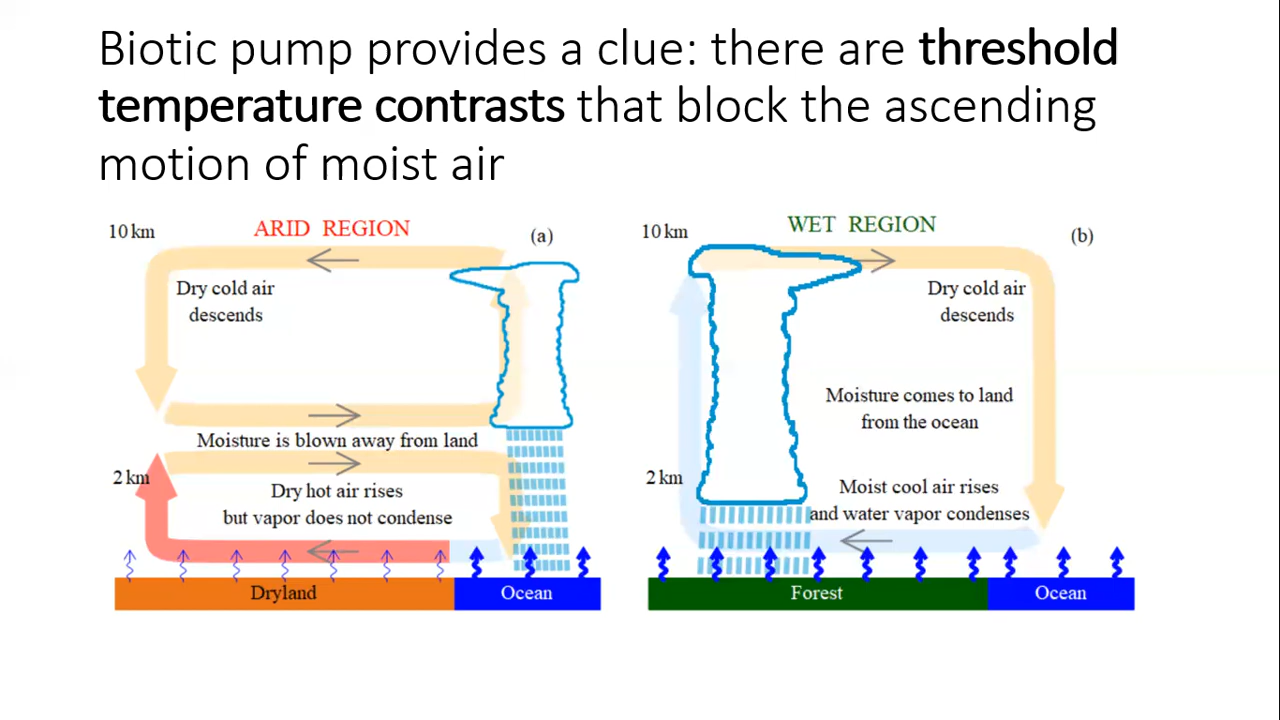 Biotic pump provides a clue: there are threshold
temperature contrasts that block the ascending
motion of moist air
10 km
ARID REGION
(a)
Dry cold air
descends
Moisture is blown away from land
2 km
Dry hot air rises
but vapor does not condense
Dryland
Ocean
10 km
WET REGION
(b)
Dry cold air
descends
Moisture comes to land
from the ocean
2 km
Moist cool air rises
and water vapor condenses
Forest
Ocean